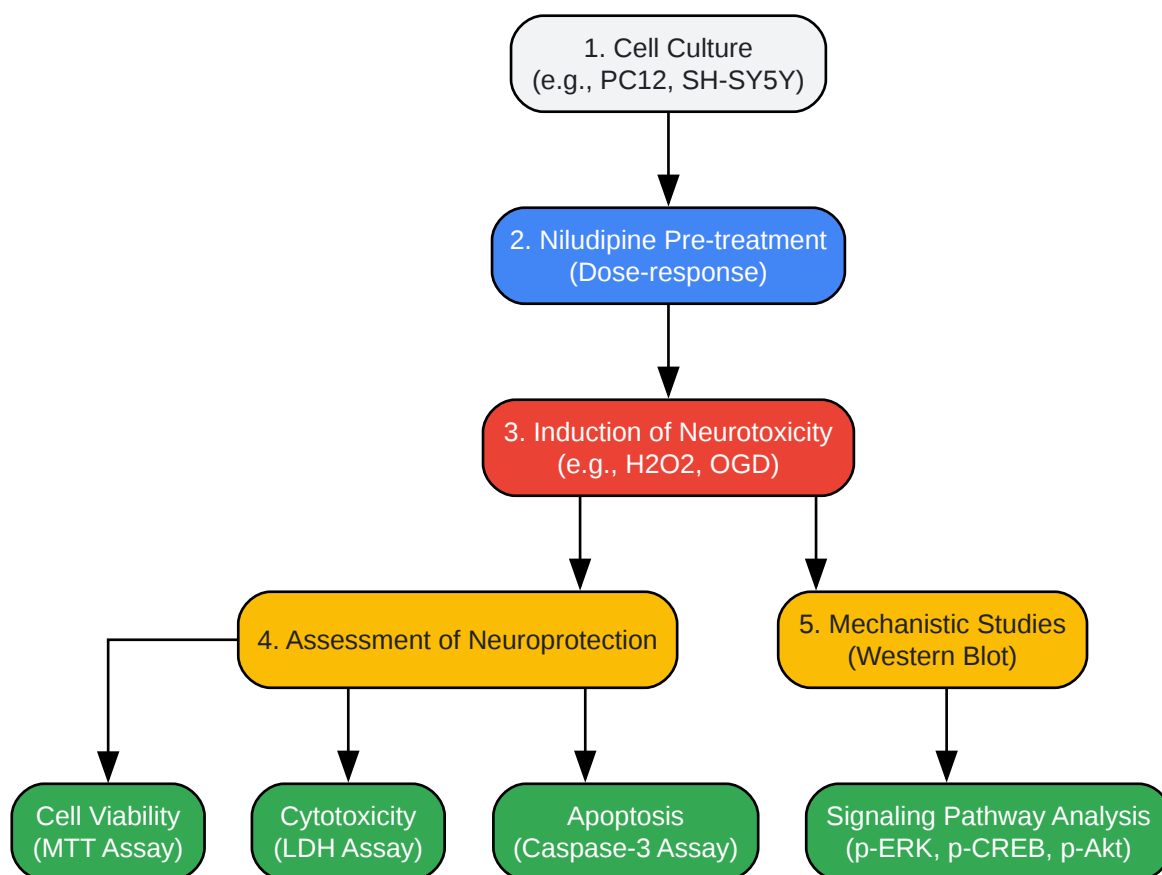 1. Cell Culture
(e.g., PC12, SH-SY5Y)
2. Niludipine Pre-treatment
(Dose-response)
3. Induction of Neurotoxicity
(e.g., H2O2, OGD)
4. Assessment of Neuroprotection
5. Mechanistic Studies
(Western Blot)
Cell Viability
(MTT Assay)
Cytotoxicity
(LDH Assay)
Apoptosis
(Caspase-3 Assay)
Signaling Pathway Analysis
(p-ERK, p-CREB, p-Akt)